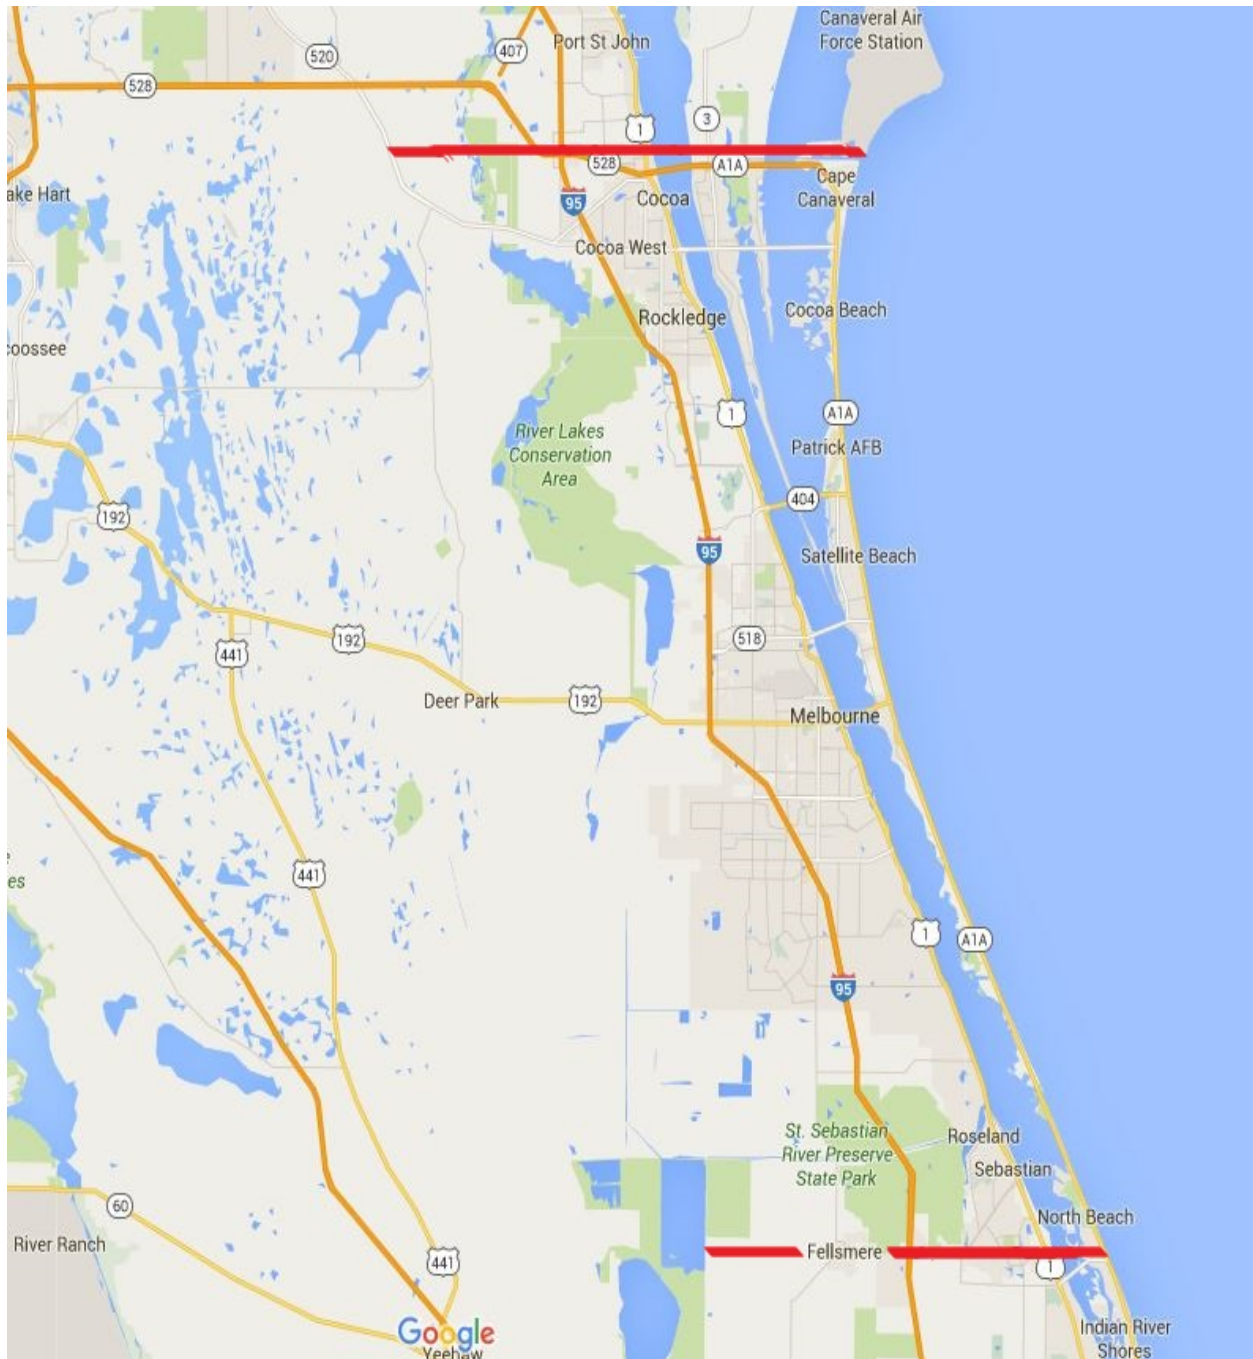 Canaveral Air
Force Station
Port St John
407
520
528
3
1
528
A1A
Cape
Canaveral
ake Hart
95
Cocoa
Cocoa West
Cocoa Beach
Rockledge
coossee
1
A1A
River Lakes
Conservation
Area
Patrick AFB
404
192
95
Satellite Beach
518
192
441
Deer Park
192
Melbourne
441
es
1
A1A
95
St. Sebastian
River Preserve
State Park
Roseland
Sebastian
60
North Beach
River Ranch
Fellsmere
441
1
Google
Yeehaw
Indian River
Shores